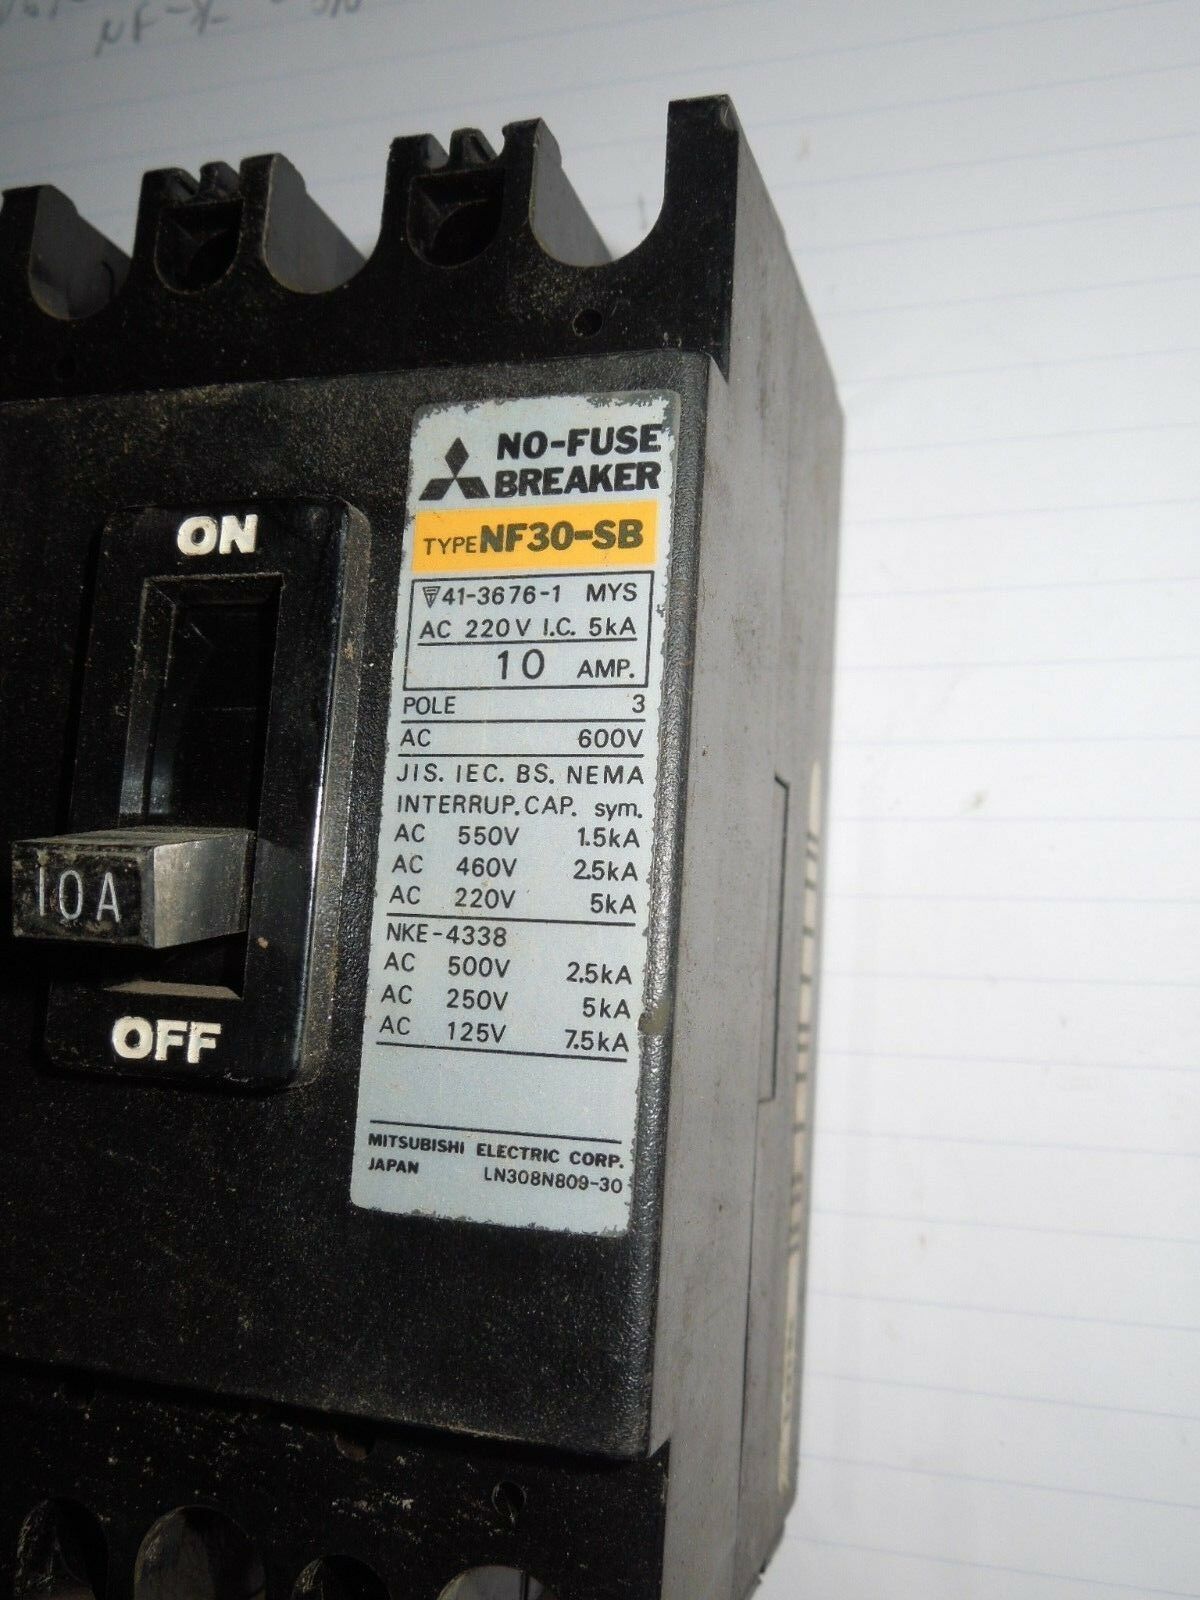 NF-X-
ON
10A
OFF
NO-FUSE
BREAKER
TYPE NF30-SB
41-3676-1 MYS
AC 220V I.C. 5kA
10 AMP.
POLE 3
AC 600V
JIS. IEC. BS. NEMA
INTERRUP. CAP. sym.
AC 550V 1.5kA
AC 460V 2.5kA
AC 220V 5kA
NKE-4338
AC 500V 2.5kA
AC 250V 5kA
AC 125V 7.5kA
MITSUBISHI ELECTRIC CORP.
JAPAN LN308N809-30